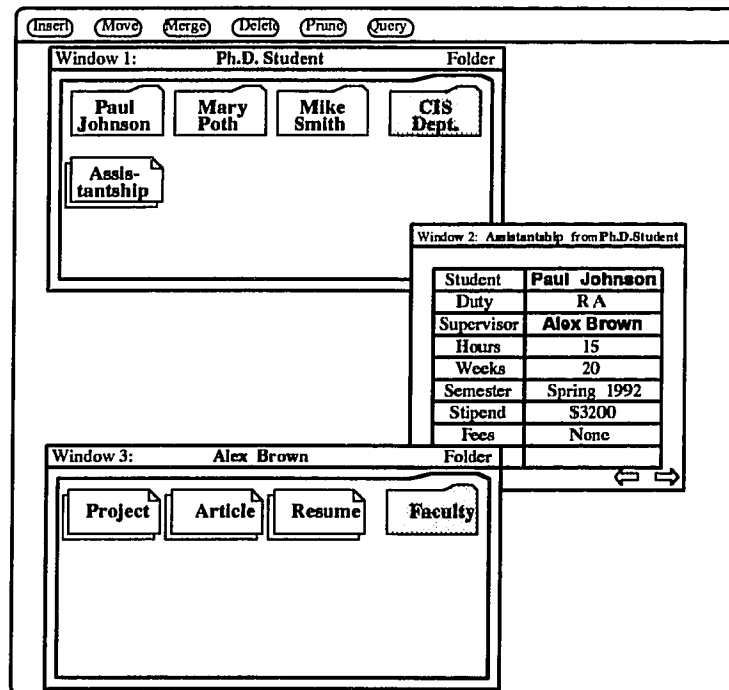 Insert Move Merge Delete Prune Query
Window 1: Ph.D. Student Folder
Paul Johnson
Mary Poth
Mike Smith
CIS Dept.
Assis-
tantship
Window 2: Assistantship from Ph.D.Student
Student Paul Johnson
Duty R A
Supervisor Alex Brown
Hours 15
Weeks 20
Semester Spring 1992
Stipend $3200
Fees None
Window 3: Alex Brown Folder
Project Article Resume Faculty